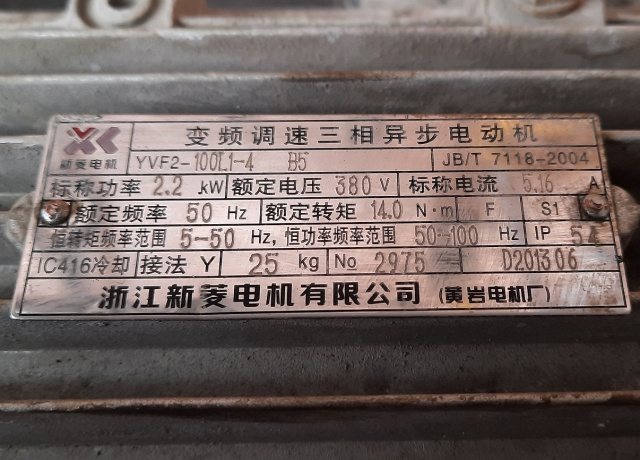 变频调速三相异步电动机
新菱电机 YVF2-100L1-4 B5 JB/T 7118-2004
标称功率 2.2 kW 额定电压 380 V 标称电流 5.16 A
额定频率 50 Hz 额定转矩 14.0 N·m F S1
恒转矩频率范围 5-50 Hz, 恒功率频率范围 50-100 Hz IP 54
IC416冷却 接法 Y 25 kg No 2975 D201306
浙江新菱电机有限公司 (黄岩电机厂)